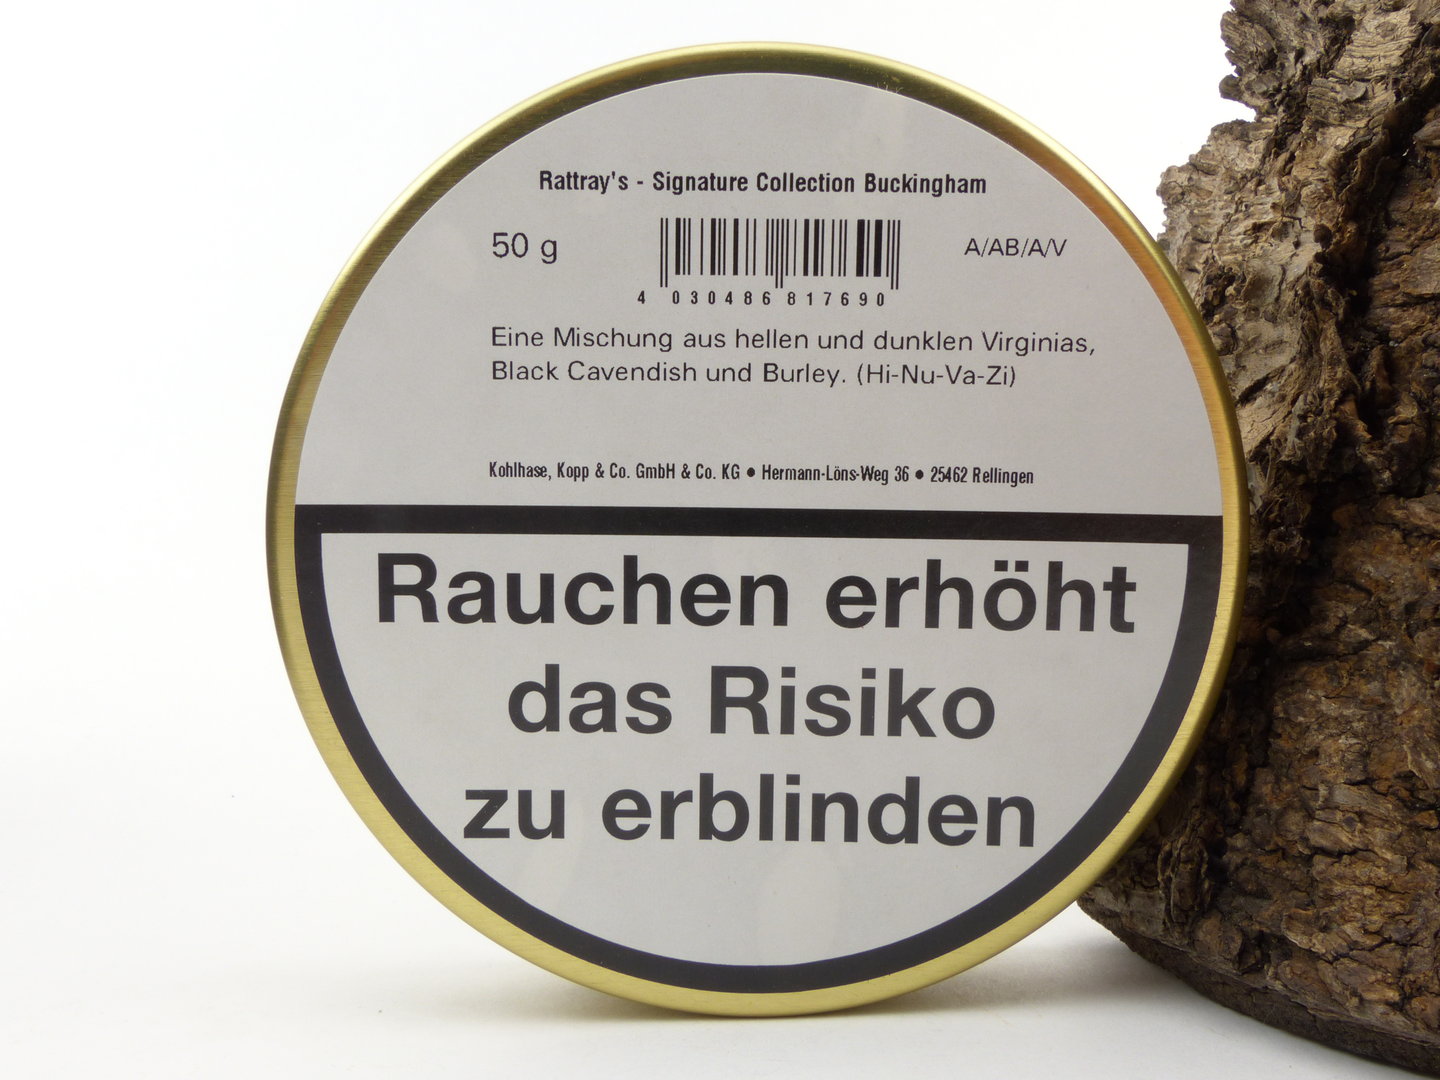 Rattray's - Signature Collection Buckingham
50 g
A/AB/A/V
4 030486 817690
Eine Mischung aus hellen und dunklen Virginias,
Black Cavendish und Burley. (Hi-Nu-Va-Zi)
Kohlhase, Kopp & Co. GmbH & Co. KG • Hermann-Löns-Weg 36 • 25462 Rellingen
Rauchen erhöht
das Risiko
zu erblinden